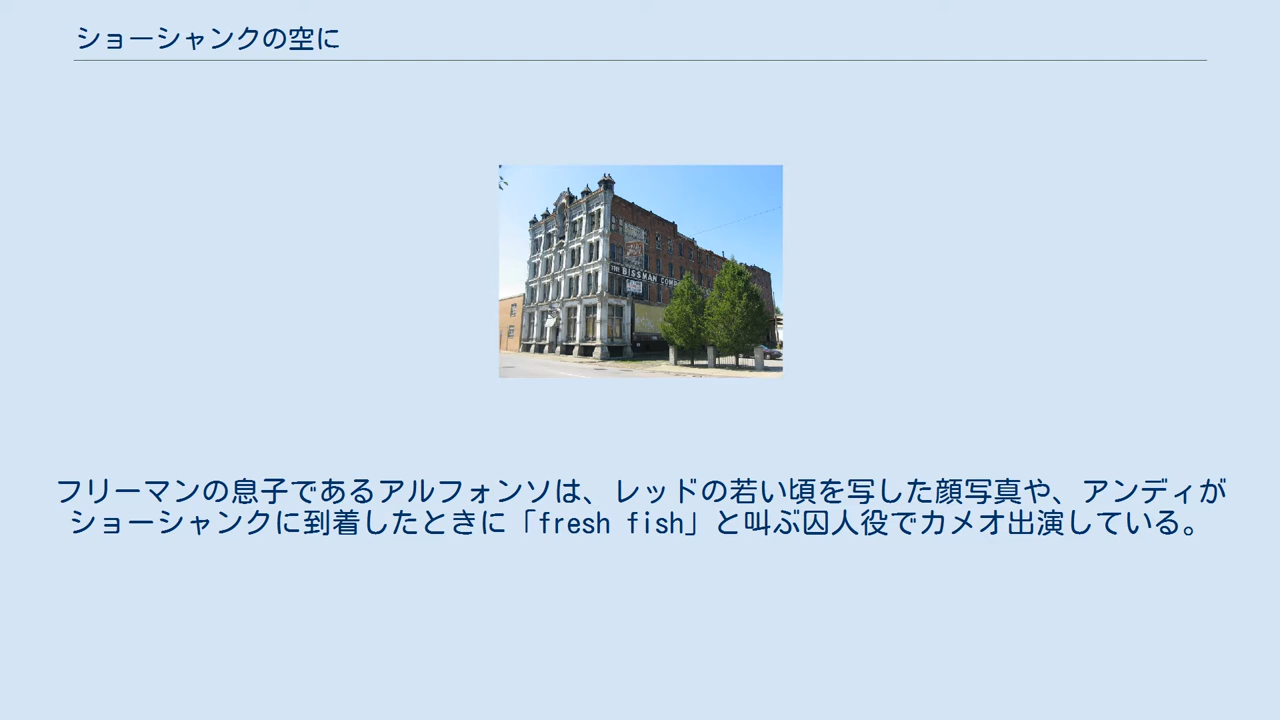 ショーシャンクの空に
THE BISSMAN COMP
フリーマンの息子であるアルフォンソは、レッドの若い頃を写した顔写真や、アンディが
ショーシャンクに到着したときに「fresh fish」と叫ぶ囚人役でカメオ出演している。